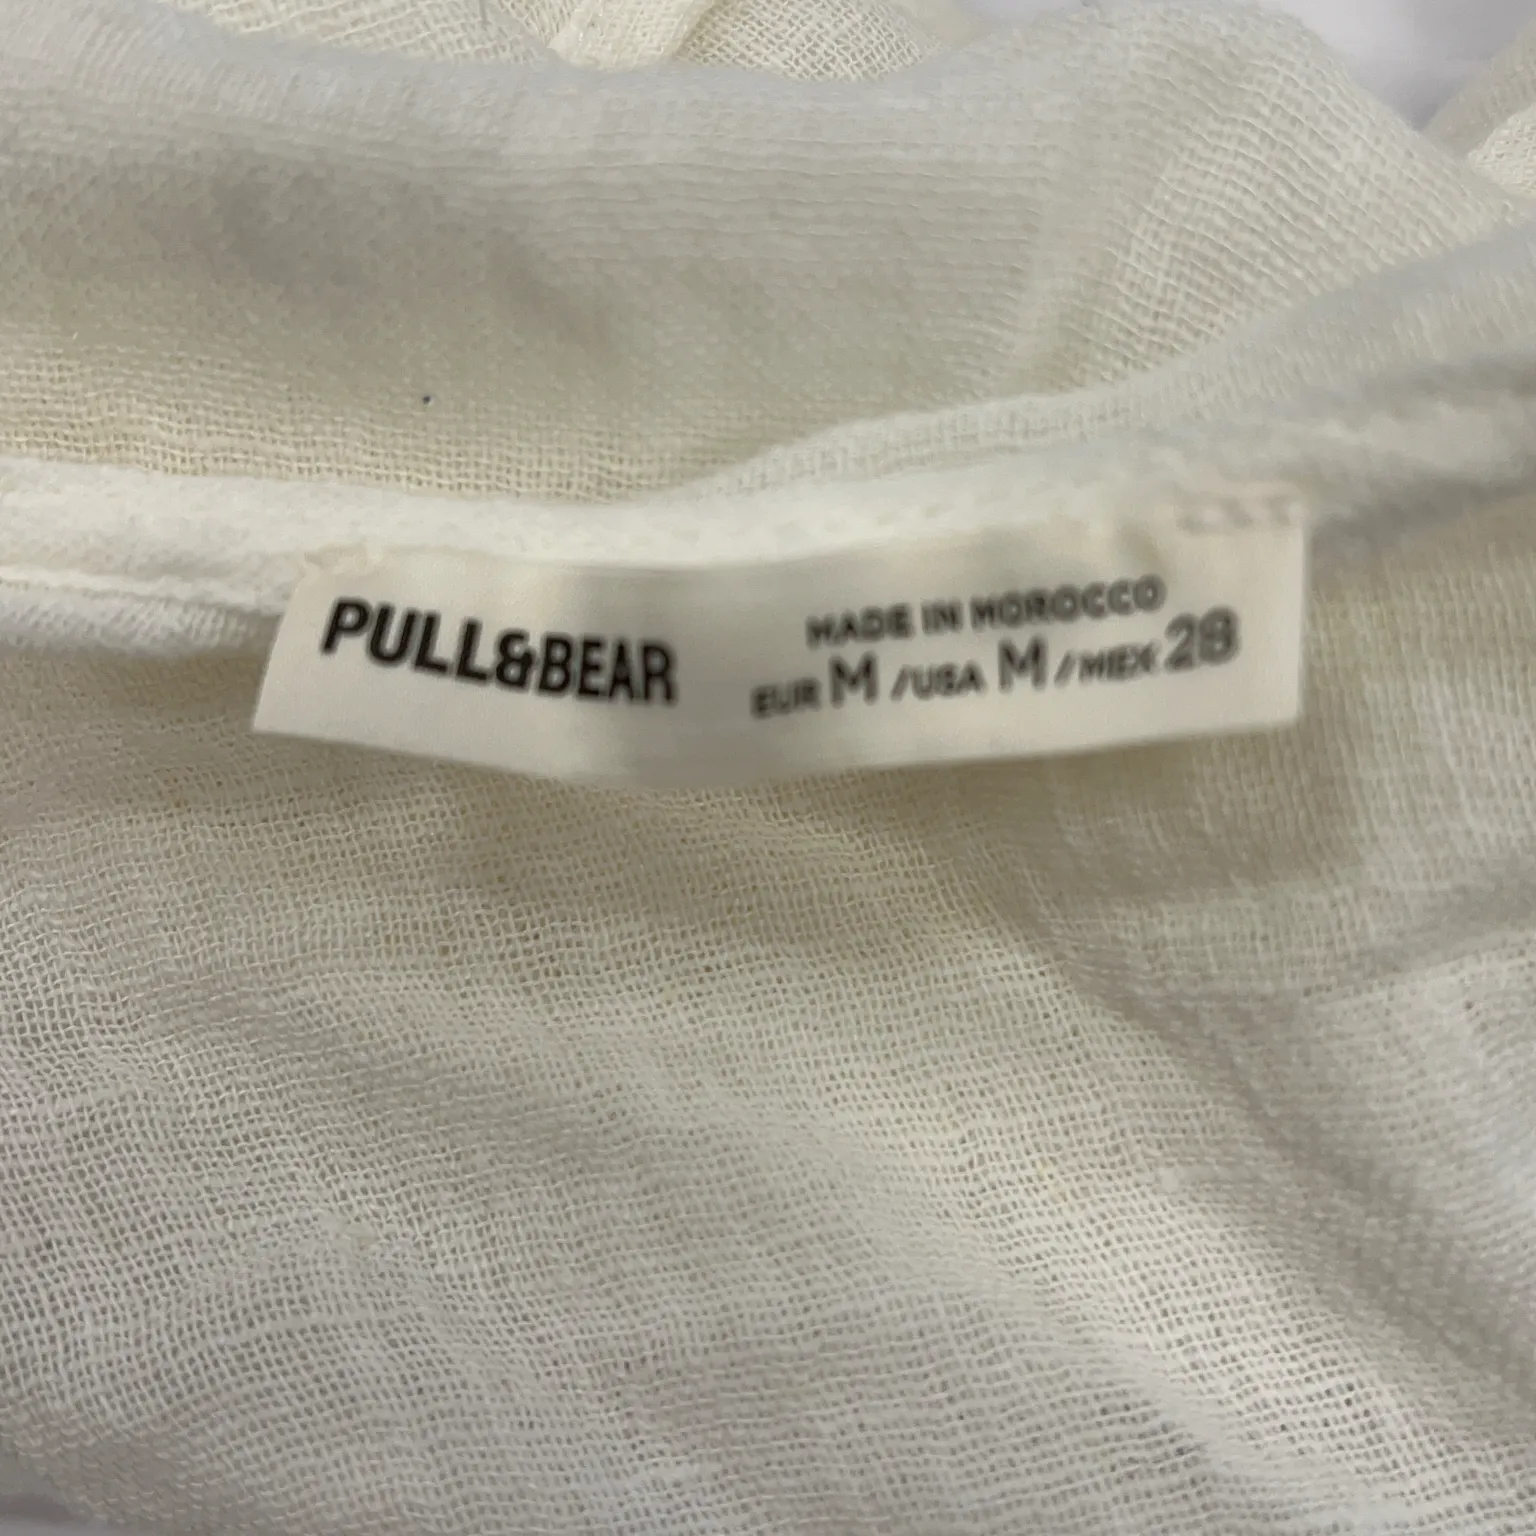 PULL&BEAR
MADE IN MOROCCO
EUR M /USA M /MEX 28